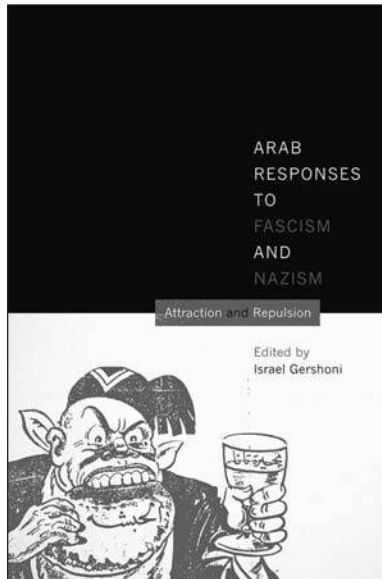 ARAB
RESPONSES
TO
FASCISM
AND
NAZISM
Attraction and Repulsion
Edited by
Israel Gershoni